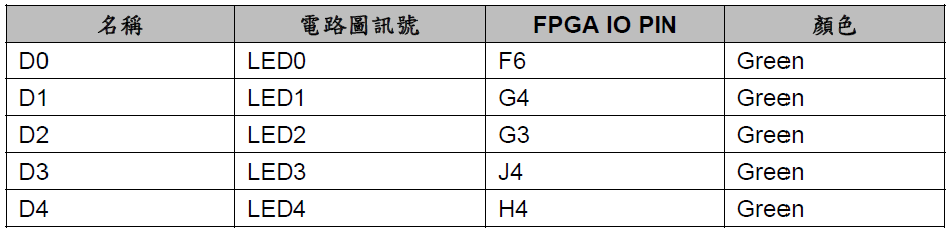 名稱 電路圖訊號 FPGA IO PIN 顏色
D0 LED0 F6 Green
D1 LED1 G4 Green
D2 LED2 G3 Green
D3 LED3 J4 Green
D4 LED4 H4 Green